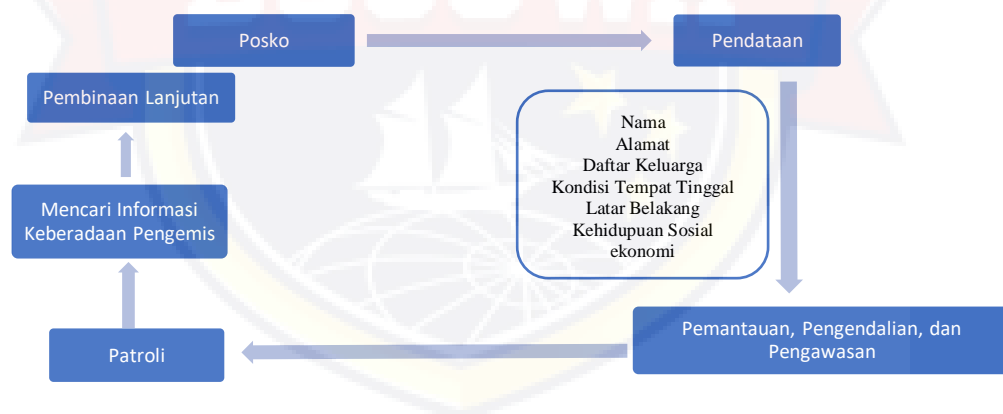 Posko
Pendataan
Pembinaan Lanjutan
Nama
Alamat
Daftar Keluarga
Kondisi Tempat Tinggal
Latar Belakang
Kehidupuan Sosial
ekonomi
Mencari Informasi
Keberadaan Pengemis
Pemantauan, Pengendalian, dan
Pengawasan
Patroli